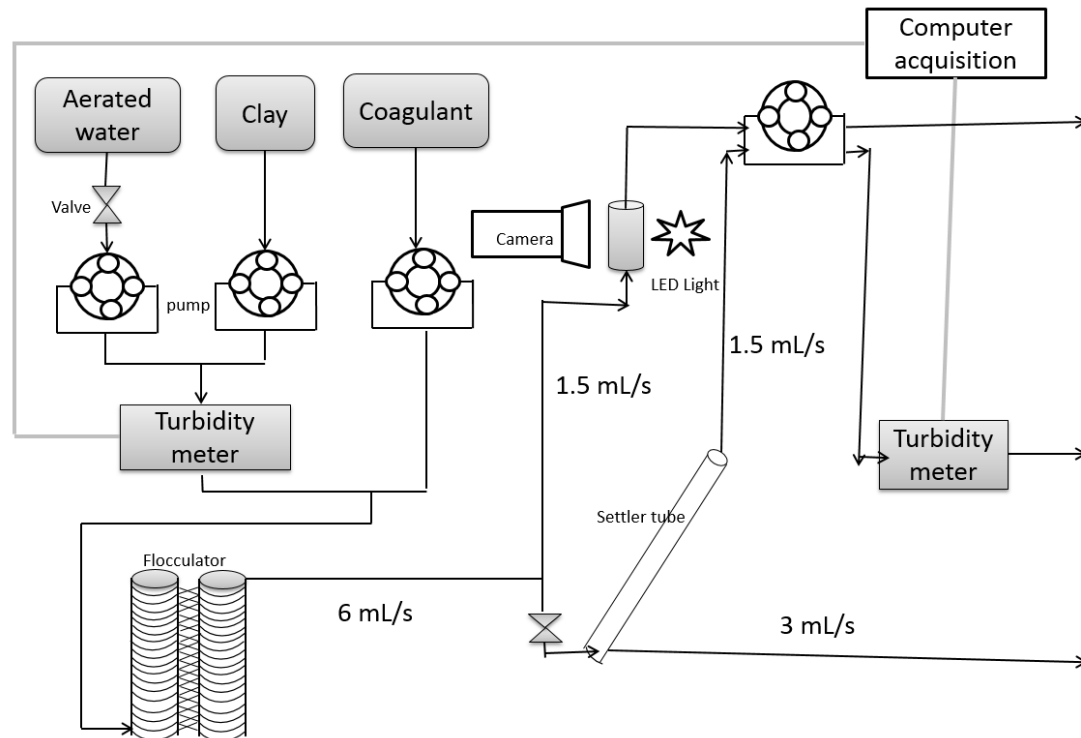 Computer
acquisition
Aerated
water
Clay
Coagulant
Valve
Camera
LED Light
pump
1.5 mL/s
1.5 mL/s
Turbidity
meter
Turbidity
meter
Settler tube
Flocculator
6 mL/s
3 mL/s